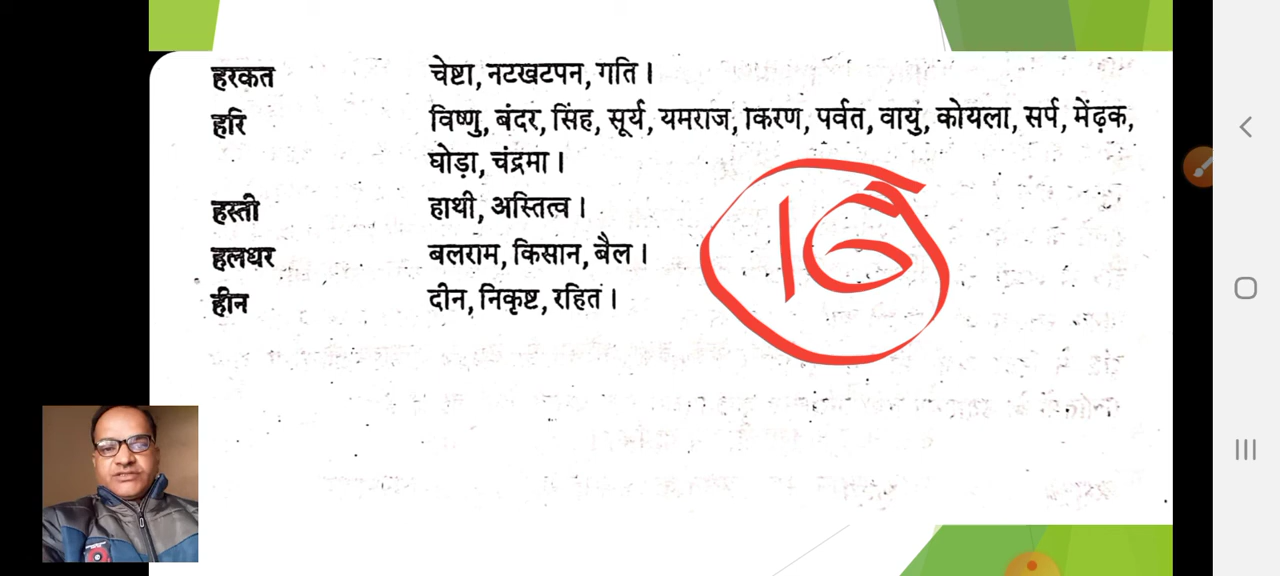 हरकत चेष्टा, नटखटपन, गति।
हरि विष्णु, बंदर, सिंह, सूर्य, यमराज, किरण, पर्वत, वायु, कोयला, सर्प, मेंढ़क,
घोड़ा, चंद्रमा।
हस्ती हाथी, अस्तित्व।
हलधर बलराम, किसान, बैल।
हीन दीन, निकृष्ट, रहित।
16